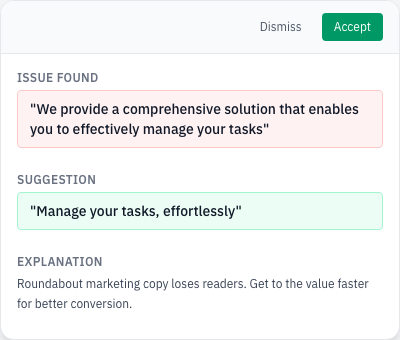 Dismiss Accept
ISSUE FOUND
"We provide a comprehensive solution that enables
you to effectively manage your tasks"
SUGGESTION
"Manage your tasks, effortlessly"
EXPLANATION
Roundabout marketing copy loses readers. Get to the value faster
for better conversion.